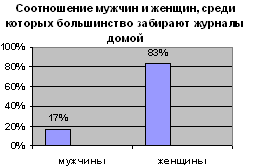 Соотношение мужчин и женщин, среди
которых большинство забирают журналы
домой
100%
80%
60%
40%
20%
0%
17%
83%
мужчины женщины